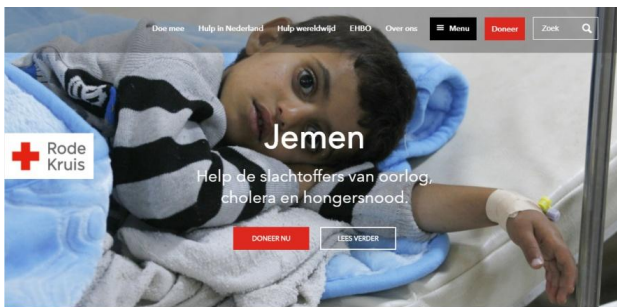 Doe mee Hulp in Nederland Hulp wereldwijd EHBO Over ons Menu Doneer Zoek
Jemen
Rode
Kruis
Help de slachtoffers van oorlog,
cholera en hongersnood.
DONEER NU LEES VERDER